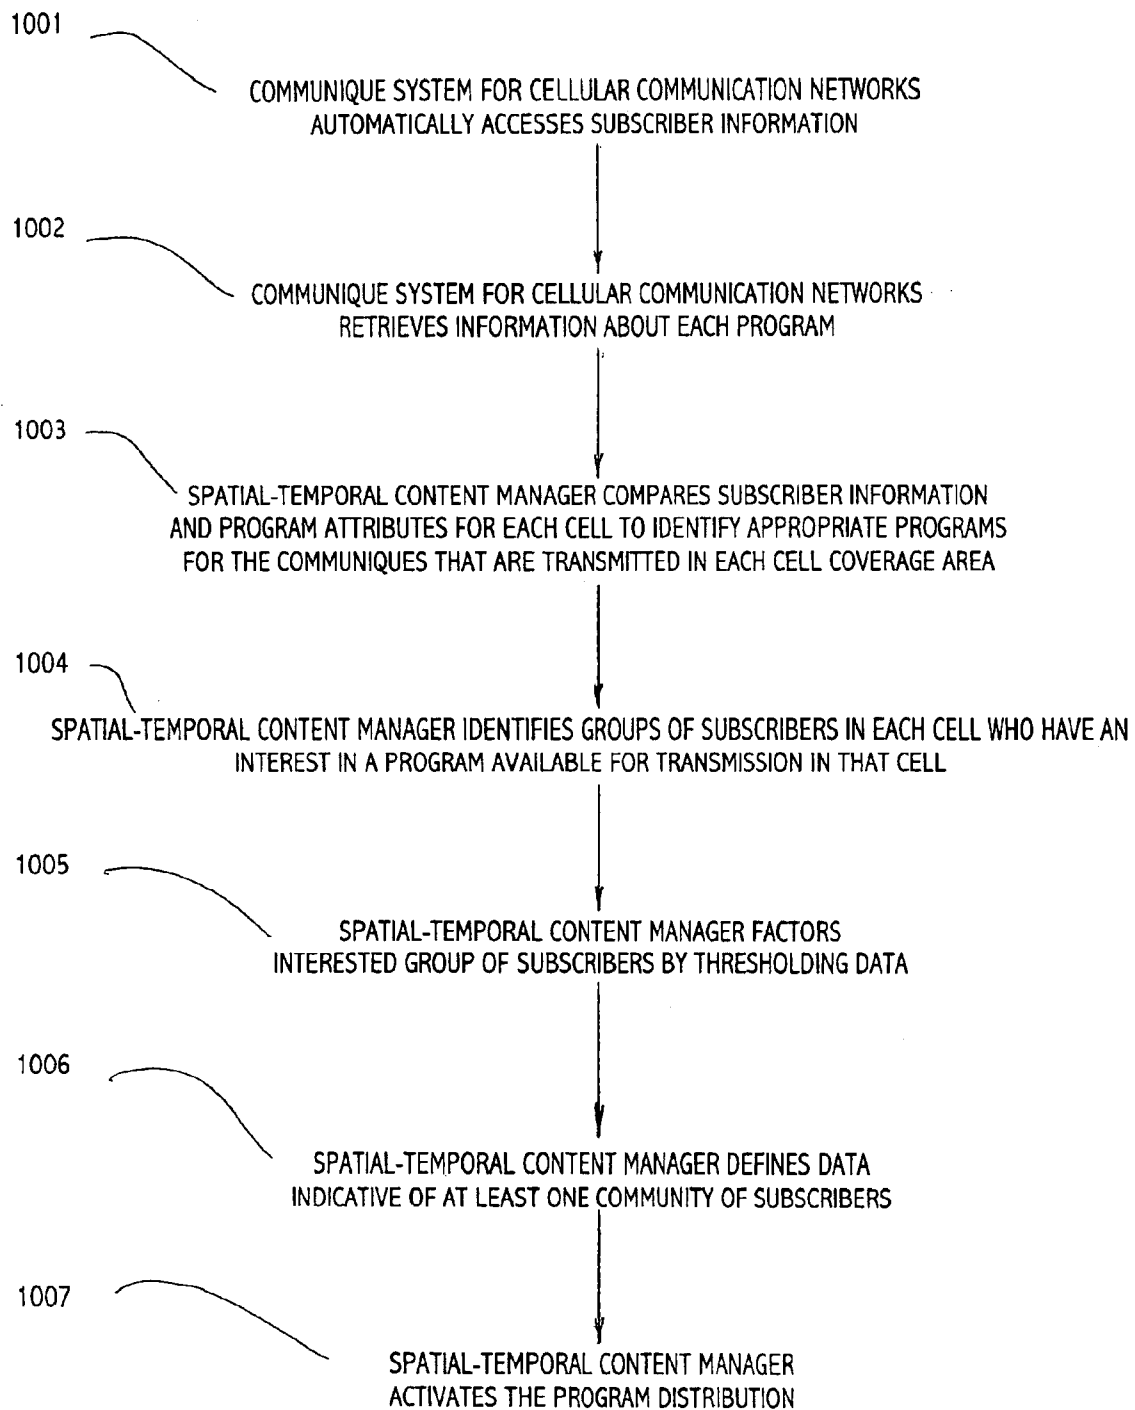 1001
COMMUNIQUE SYSTEM FOR CELLULAR COMMUNICATION NETWORKS
AUTOMATICALLY ACCESSES SUBSCRIBER INFORMATION
1002
COMMUNIQUE SYSTEM FOR CELLULAR COMMUNICATION NETWORKS
RETRIEVES INFORMATION ABOUT EACH PROGRAM
1003
SPATIAL-TEMPORAL CONTENT MANAGER COMPARES SUBSCRIBER INFORMATION
AND PROGRAM ATTRIBUTES FOR EACH CELL TO IDENTIFY APPROPRIATE PROGRAMS
FOR THE COMMUNIQUES THAT ARE TRANSMITTED IN EACH CELL COVERAGE AREA
1004
SPATIAL-TEMPORAL CONTENT MANAGER IDENTIFIES GROUPS OF SUBSCRIBERS IN EACH CELL WHO HAVE AN
INTEREST IN A PROGRAM AVAILABLE FOR TRANSMISSION IN THAT CELL
1005
SPATIAL-TEMPORAL CONTENT MANAGER FACTORS
INTERESTED GROUP OF SUBSCRIBERS BY THRESHOLDING DATA
1006
SPATIAL-TEMPORAL CONTENT MANAGER DEFINES DATA
INDICATIVE OF AT LEAST ONE COMMUNITY OF SUBSCRIBERS
1007
SPATIAL-TEMPORAL CONTENT MANAGER
ACTIVATES THE PROGRAM DISTRIBUTION